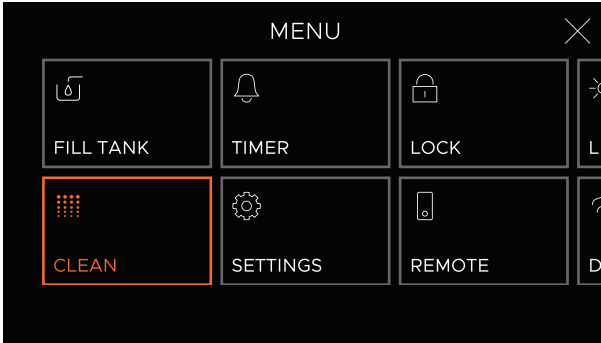 MENU
FILL TANK
TIMER
LOCK
L
CLEAN
SETTINGS
REMOTE
D